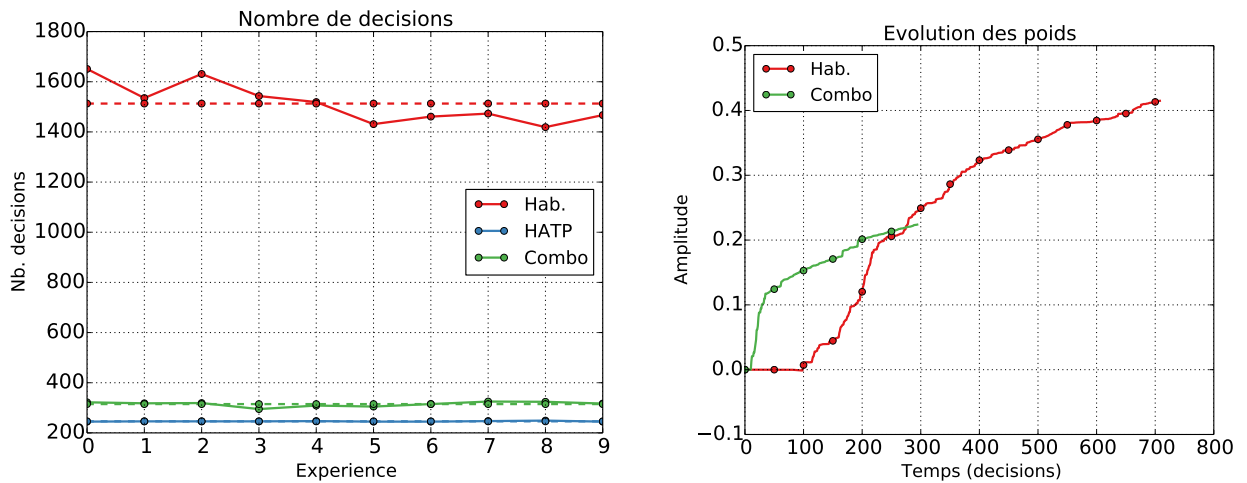 Nombre de decisions
1800
1600
1400
1200
1000
800
600
400
200
Nb. decisions
Hab.
HATP
Combo
0 1 2 3 4 5 6 7 8 9
Experience
Evolution des poids
0.5
0.4
0.3
0.2
0.1
0.0
−0.1
Amplitude
Hab.
Combo
0 100 200 300 400 500 600 700 800
Temps (decisions)